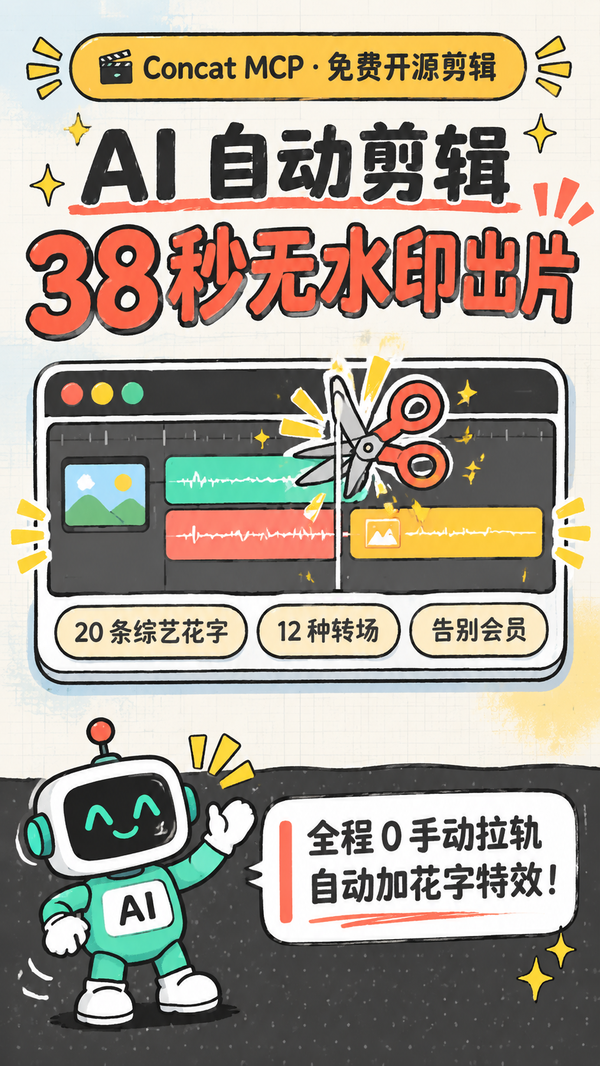 Concat MCP · 免费开源剪辑
AI 自动剪辑
38秒无水印出片
20 条综艺花字
12 种转场
告别会员
AI
全程 0 手动拉轨
自动加花字特效!